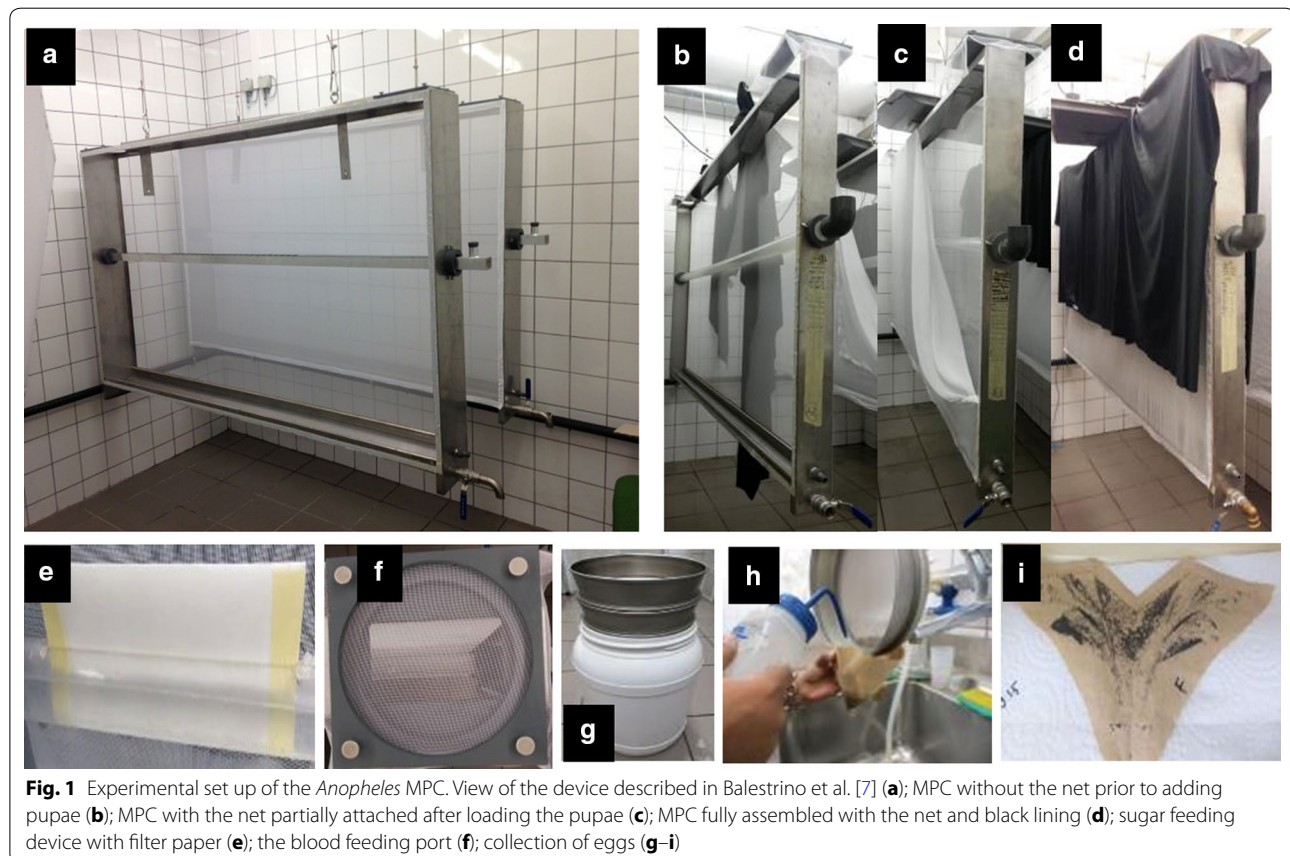 a
b
c
d
e
f
g
h
i
Fig. 1 Experimental set up of the Anopheles MPC. View of the device described in Balestrino et al. [7] (a); MPC without the net prior to adding
pupae (b); MPC with the net partially attached after loading the pupae (c); MPC fully assembled with the net and black lining (d); sugar feeding
device with filter paper (e); the blood feeding port (f); collection of eggs (g–i)